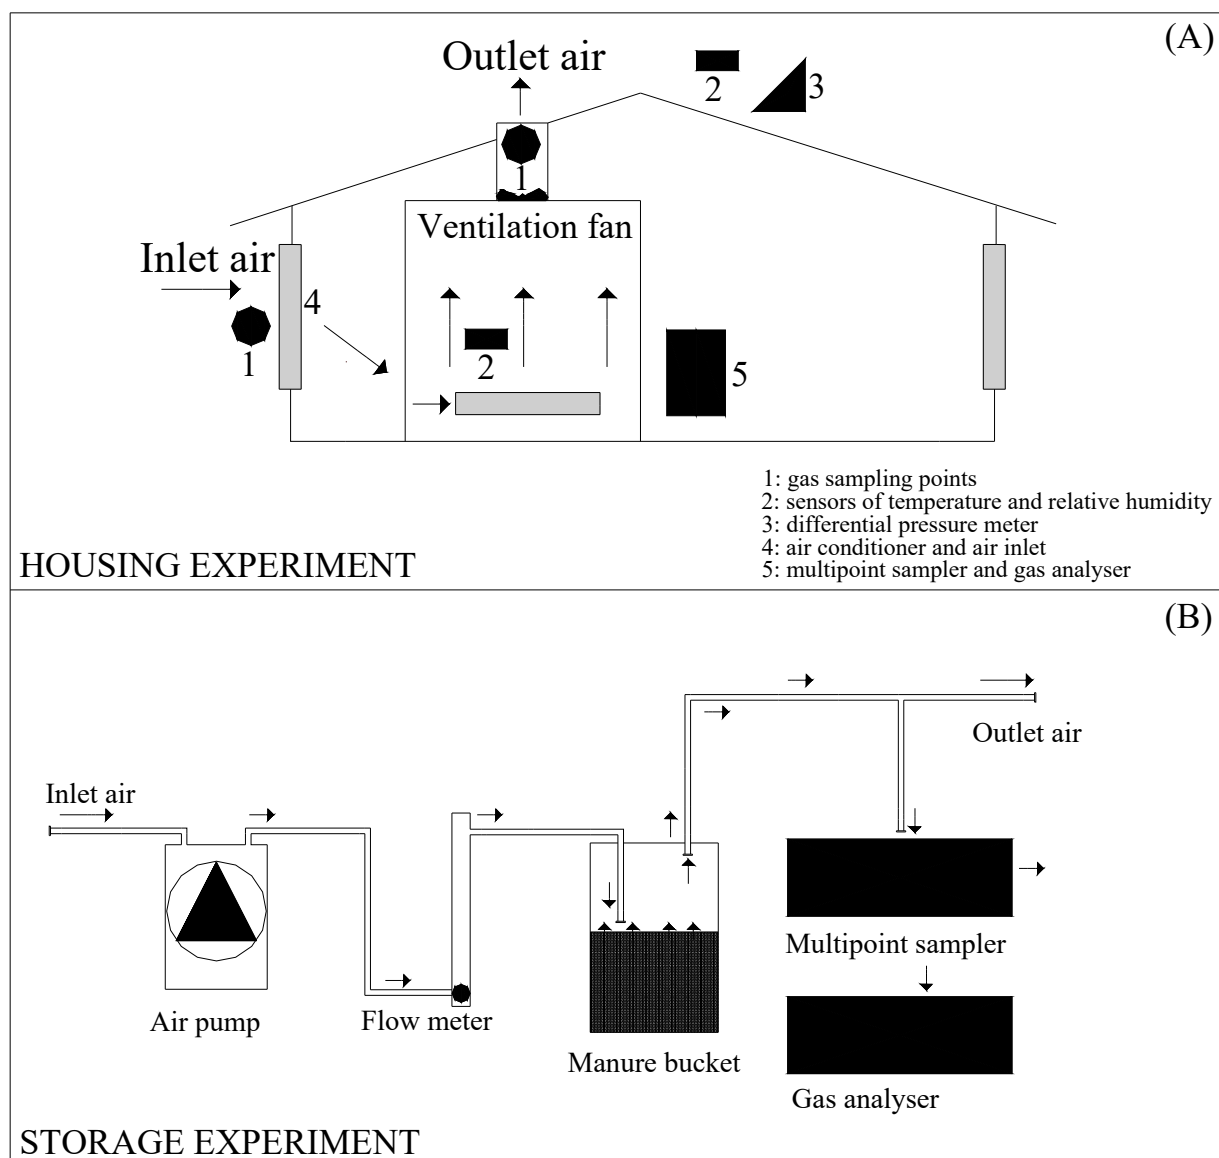 (A)
Outlet air
2
3
1
Ventilation fan
Inlet air
4
1
2
5
1: gas sampling points
2: sensors of temperature and relative humidity
3: differential pressure meter
4: air conditioner and air inlet
5: multipoint sampler and gas analyser
HOUSING EXPERIMENT
(B)
Outlet air
Inlet air
Multipoint sampler
Air pump
Flow meter
Manure bucket
Gas analyser
STORAGE EXPERIMENT